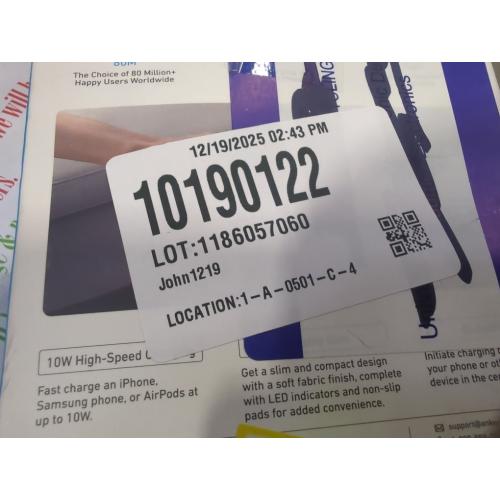 80M
The Choice of 80 Million+
Happy Users Worldwide
12/19/2025 02:43 PM
10190122
LOT:1186057060
John1219
LOCATION:1-A-0501-C-4
10W High-Speed
Fast charge an iPhone,
Samsung phone, or AirPods at
up to 10W.
Get a slim and compact design
with a soft fabric finish, complete
with LED indicators and non-slip
pads for added convenience.
Initiate charging
your phone or
device in the